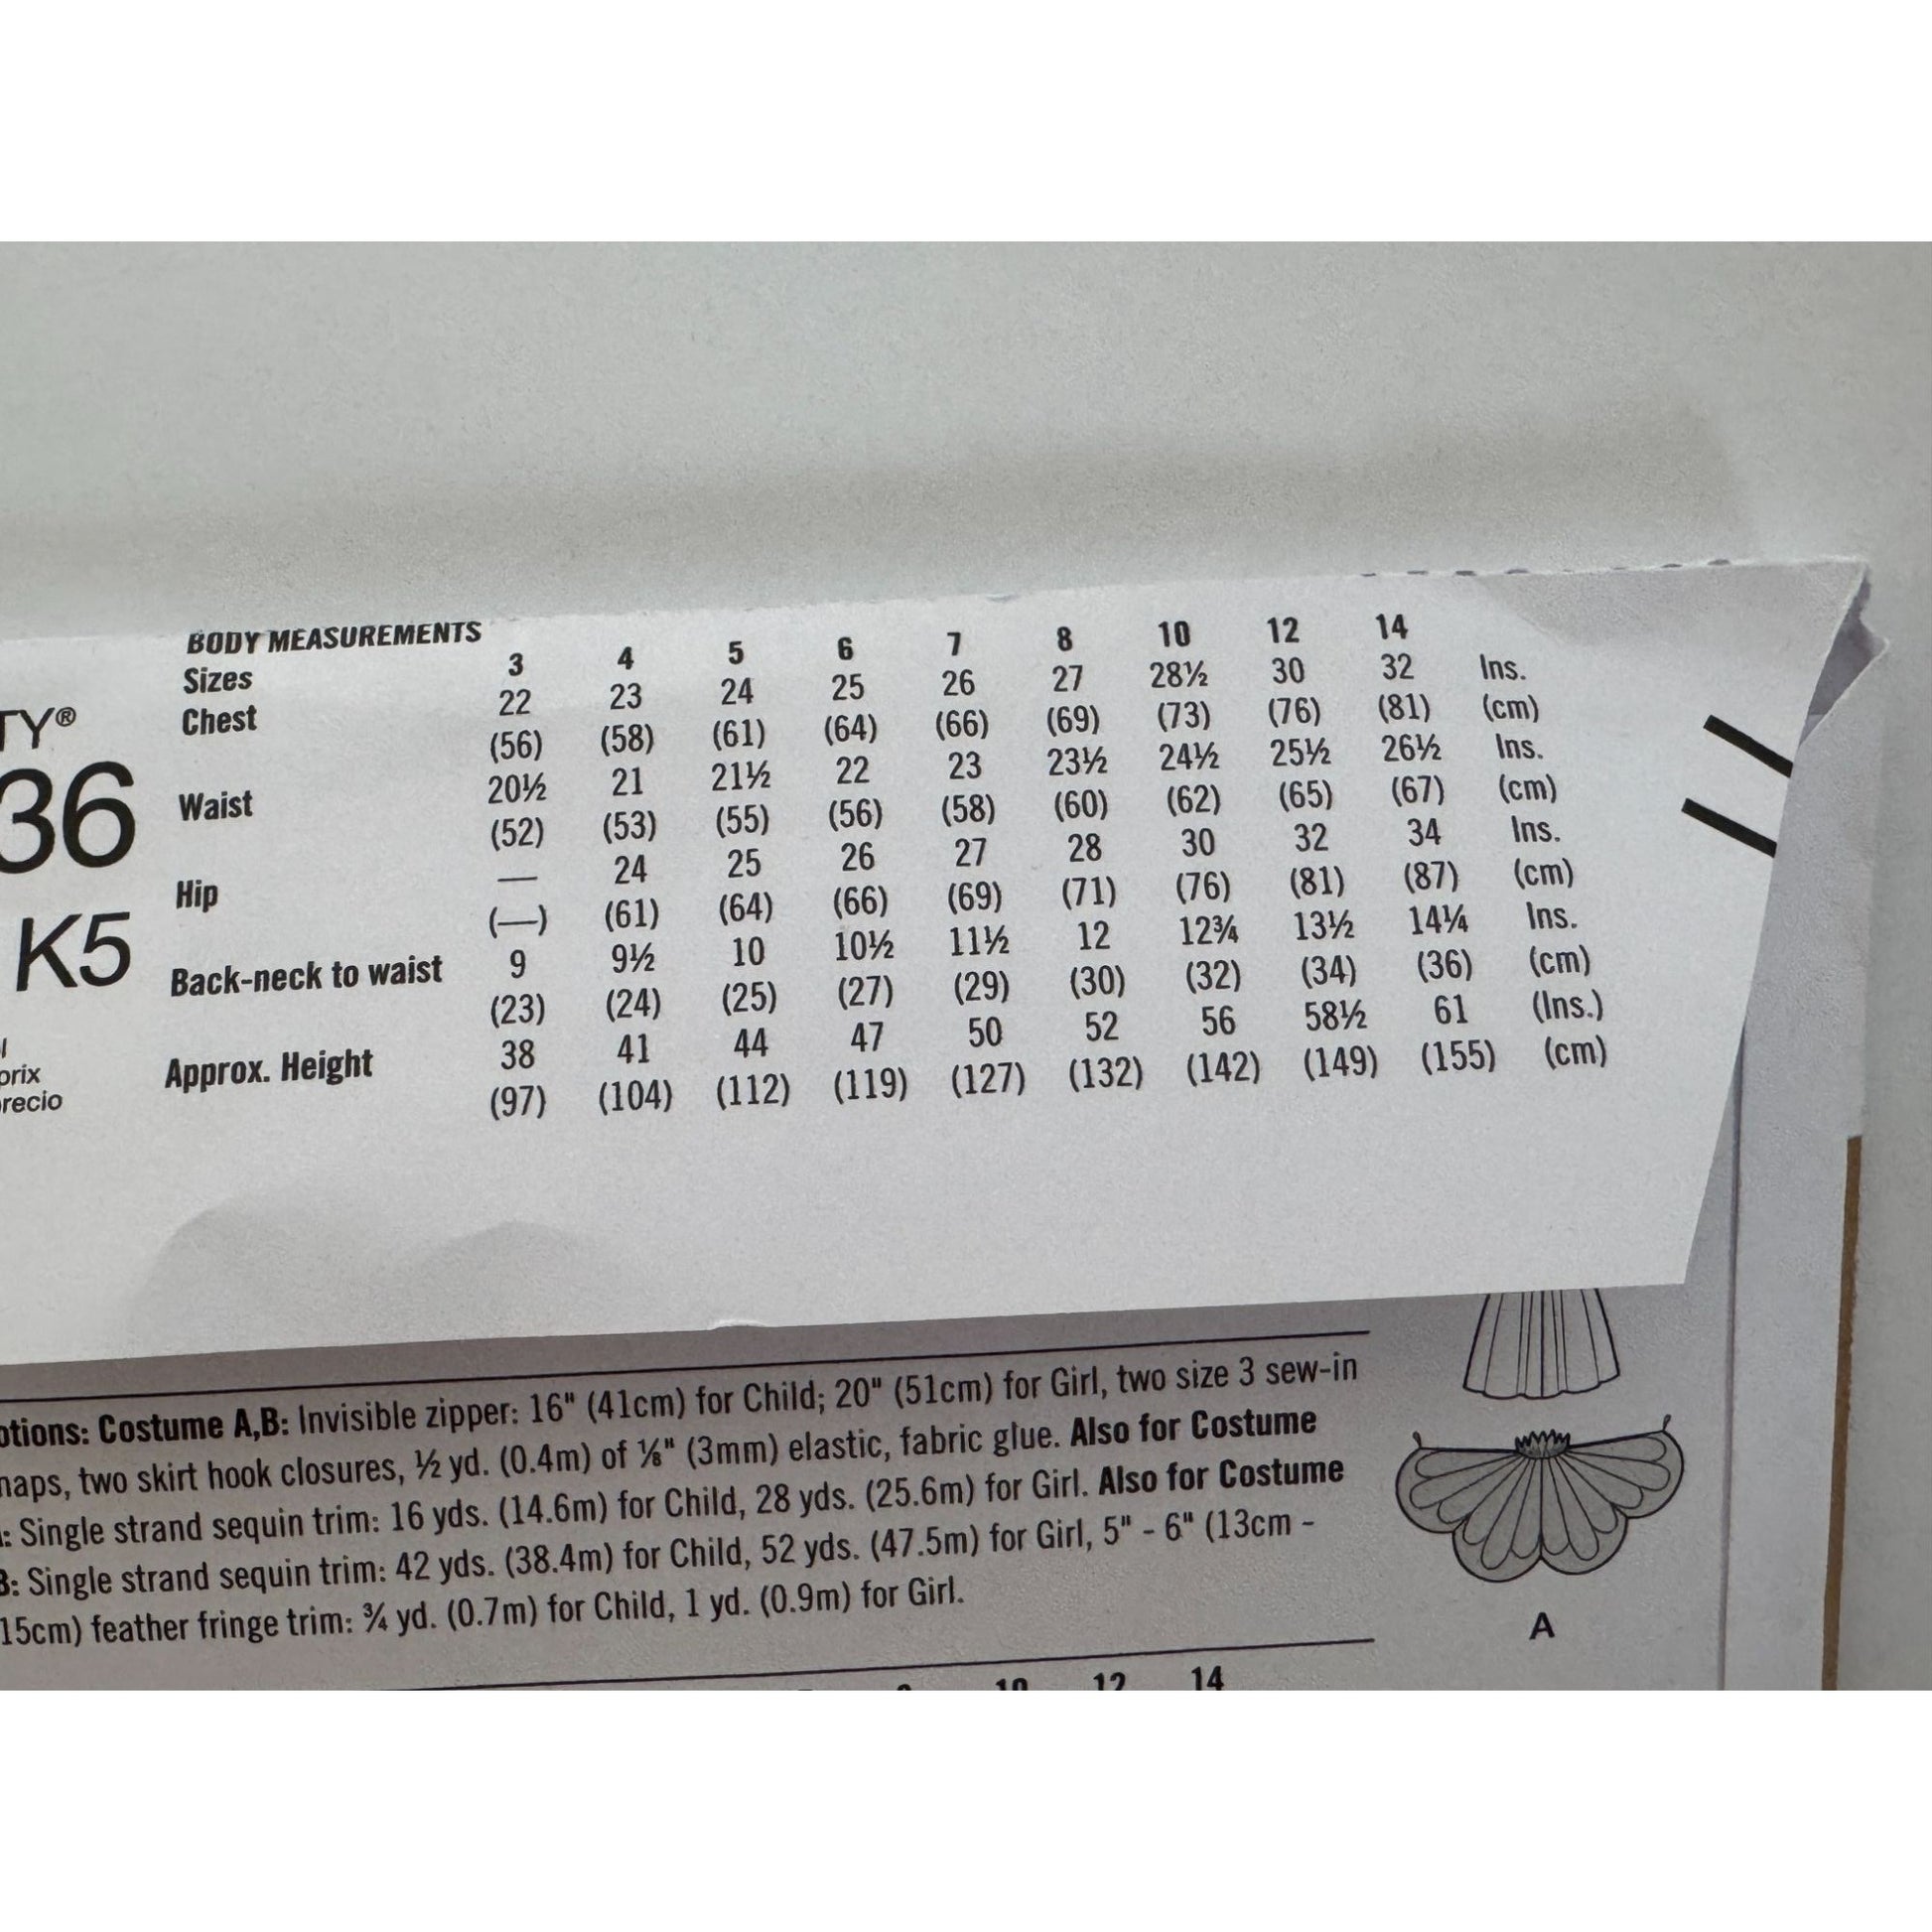 TY®
36
K5
prix
recio
BODY MEASUREMENTS
Sizes 3 4 5 6 7 8 10 12 14
Chest 22 23 24 25 26 27 28½ 30 32 Ins.
(56) (58) (61) (64) (66) (69) (73) (76) (81) (cm)
Waist 20½ 21 21½ 22 23 23½ 24½ 25½ 26½ Ins.
(52) (53) (55) (56) (58) (60) (62) (65) (67) (cm)
Hip — 24 25 26 27 28 30 32 34 Ins.
(—) (61) (64) (66) (69) (71) (76) (81) (87) (cm)
Back-neck to waist 9 9½ 10 10½ 11½ 12 12¾ 13½ 14¼ Ins.
(23) (24) (25) (27) (29) (30) (32) (34) (36) (cm)
Approx. Height 38 41 44 47 50 52 56 58½ 61 (Ins.)
(97) (104) (112) (119) (127) (132) (142) (149) (155) (cm)
otions: Costume A,B: Invisible zipper: 16" (41cm) for Child; 20" (51cm) for Girl, two size 3 sew-in
naps, two skirt hook closures, ½ yd. (0.4m) of ⅛" (3mm) elastic, fabric glue. Also for Costume
: Single strand sequin trim: 16 yds. (14.6m) for Child, 28 yds. (25.6m) for Girl. Also for Costume
B: Single strand sequin trim: 42 yds. (38.4m) for Child, 52 yds. (47.5m) for Girl, 5" - 6" (13cm -
15cm) feather fringe trim: ¾ yd. (0.7m) for Child, 1 yd. (0.9m) for Girl.
A
10 12 14